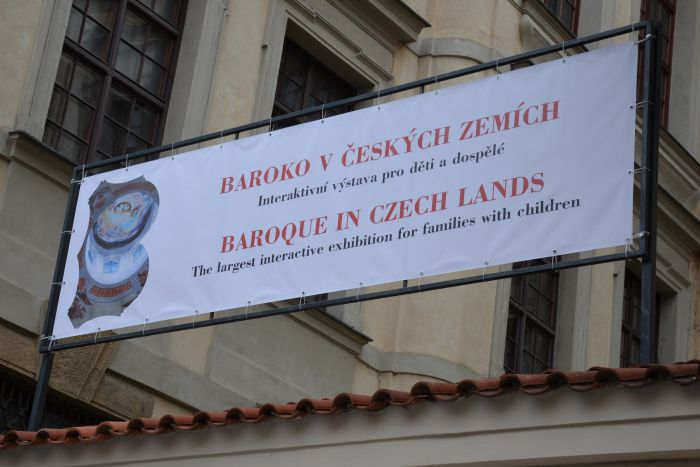 BAROKO V ČESKÝCH ZEMÍCH
Interaktivní výstava pro děti a dospělé
BAROQUE IN CZECH LANDS
The largest interactive exhibition for families with children